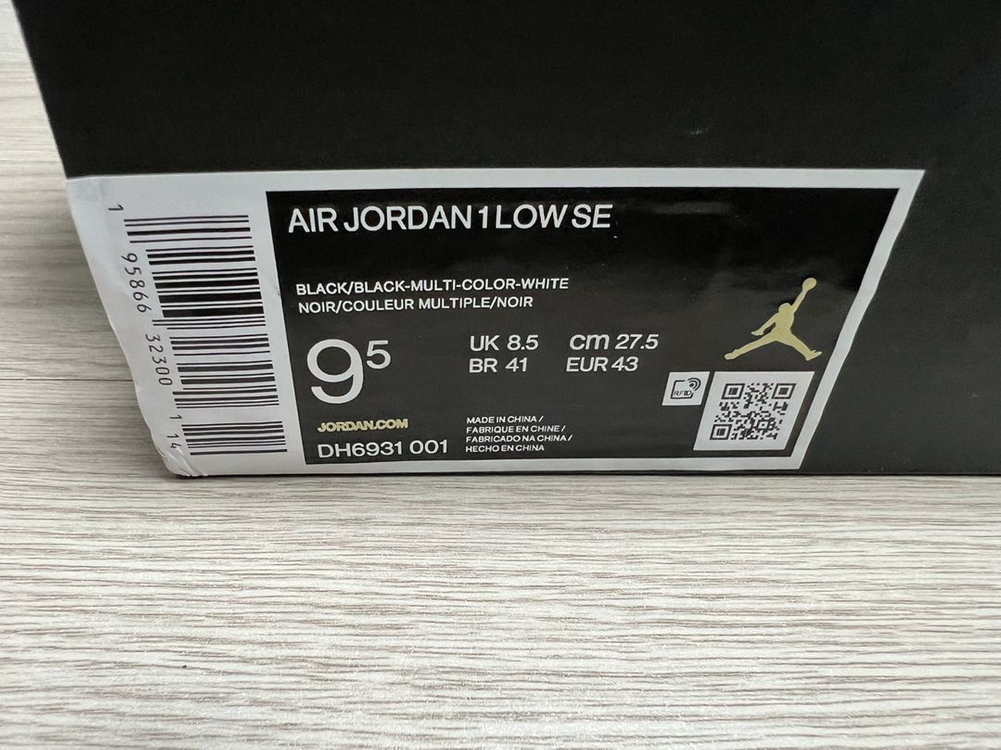 AIR JORDAN 1 LOW SE
BLACK/BLACK-MULTI-COLOR-WHITE
NOIR/COULEUR MULTIPLE/NOIR
9⁵
UK 8.5 cm 27.5
BR 41 EUR 43
JORDAN.COM
DH6931 001
MADE IN CHINA /
FABRIQUE EN CHINE /
FABRICADO NA CHINA /
HECHO EN CHINA
RFID
1 95866 32300 1 14